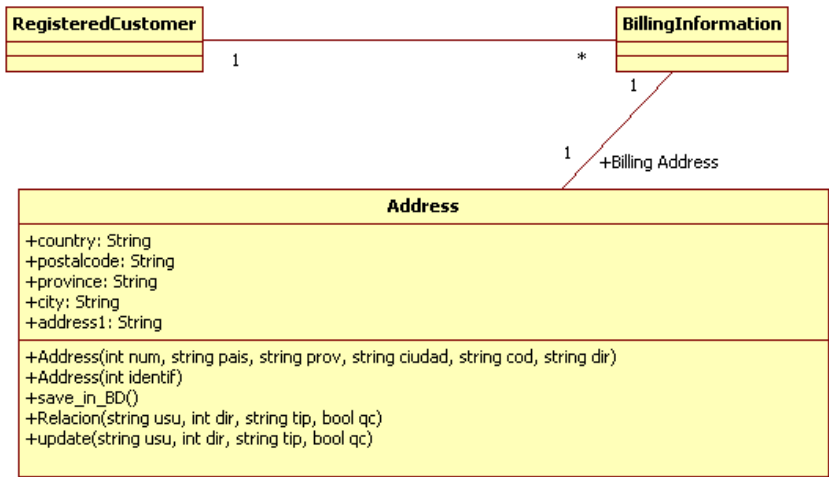 RegisteredCustomer
BillingInformation
1
*
1
1
+Billing Address
Address
+country: String
+postalcode: String
+province: String
+city: String
+address1: String
+Address(int num, string pais, string prov, string ciudad, string cod, string dir)
+Address(int identif)
+save_in_BD()
+Relacion(string usu, int dir, string tip, bool qc)
+update(string usu, int dir, string tip, bool qc)